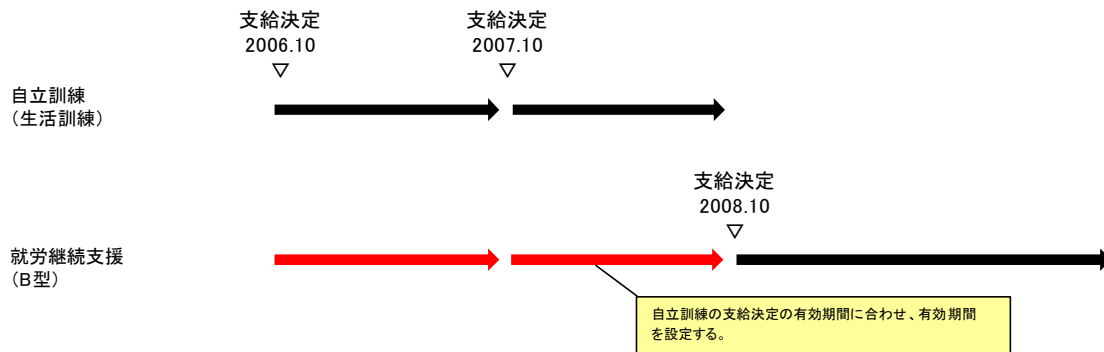 支給決定
2006.10
▽
支給決定
2007.10
▽
自立訓練
(生活訓練)
支給決定
2008.10
▽
就労継続支援
(B型)
自立訓練の支給決定の有効期間に合わせ、有効期間
を設定する。